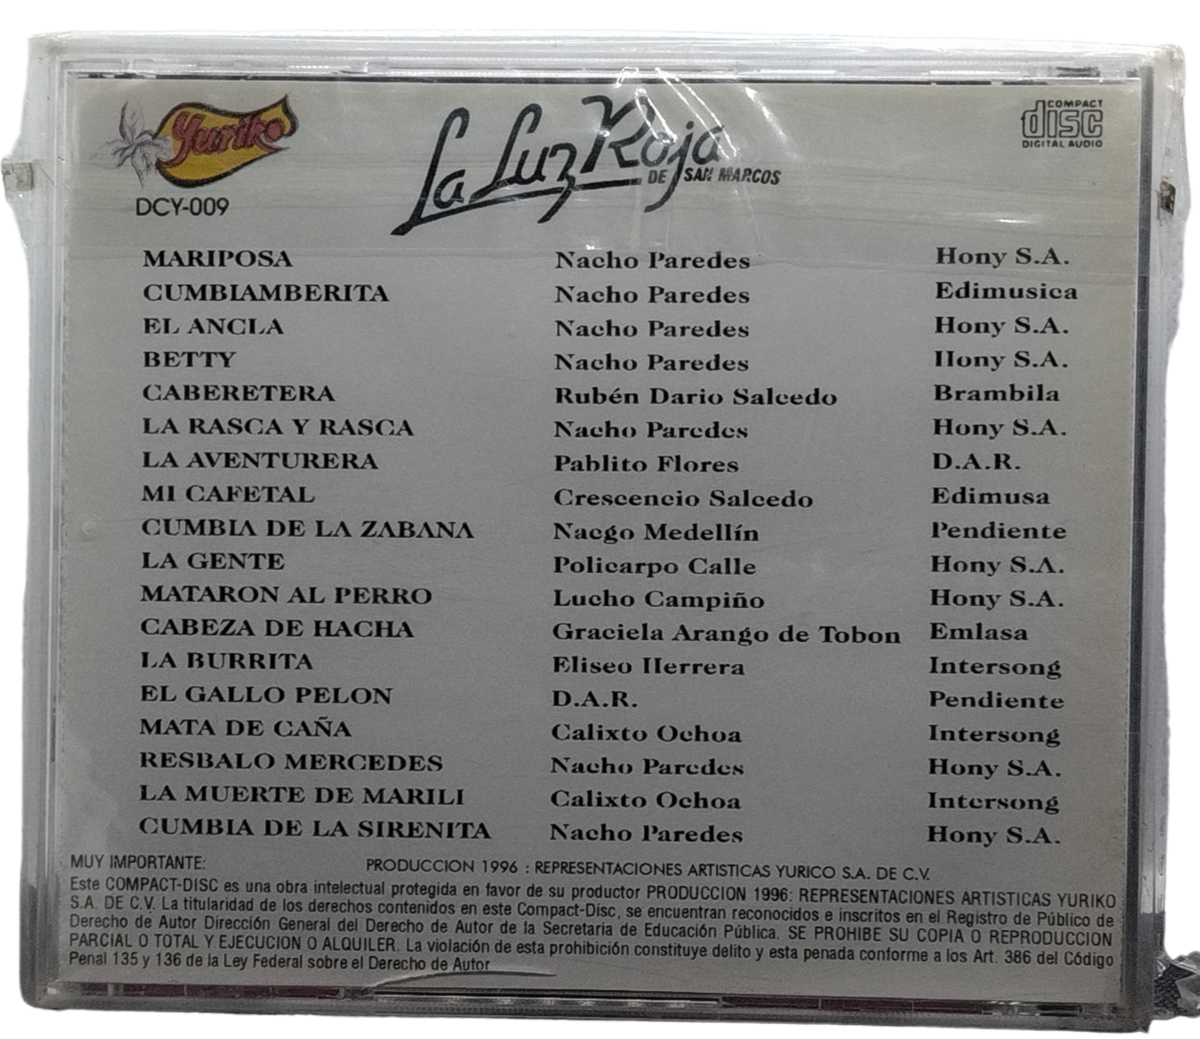 Yuriko
La Luz Roja
DE SAN MARCOS
COMPACT
disc
DIGITAL AUDIO
DCY-009
MARIPOSA Nacho Paredes Hony S.A.
CUMBIAMBERITA Nacho Paredes Edimusica
EL ANCLA Nacho Paredes Hony S.A.
BETTY Nacho Paredes Hony S.A.
CABERETERA Rubén Dario Salcedo Brambila
LA RASCA Y RASCA Nacho Paredes Hony S.A.
LA AVENTURERA Pablito Flores D.A.R.
MI CAFETAL Crescencio Salcedo Edimusa
CUMBIA DE LA ZABANA Nacgo Medellín Pendiente
LA GENTE Policarpo Calle Hony S.A.
MATARON AL PERRO Lucho Campiño Hony S.A.
CABEZA DE HACHA Graciela Arango de Tobon Emlasa
LA BURRITA Eliseo Herrera Intersong
EL GALLO PELON D.A.R. Pendiente
MATA DE CAÑA Calixto Ochoa Intersong
RESBALO MERCEDES Nacho Paredes Hony S.A.
LA MUERTE DE MARILI Calixto Ochoa Intersong
CUMBIA DE LA SIRENITA Nacho Paredes Hony S.A.
MUY IMPORTANTE: PRODUCCION 1996 : REPRESENTACIONES ARTISTICAS YURICO S.A. DE C.V.
Este COMPACT-DISC es una obra intelectual protegida en favor de su productor PRODUCCION 1996: REPRESENTACIONES ARTISTICAS YURIKO
S.A. DE C.V. La titularidad de los derechos contenidos en este Compact-Disc, se encuentran reconocidos e inscritos en el Registro de Público de
Derecho de Autor Dirección General del Derecho de Autor de la Secretaria de Educación Pública. SE PROHIBE SU COPIA O REPRODUCCION
PARCIAL O TOTAL Y EJECUCION O ALQUILER. La violación de esta prohibición constituye delito y esta penada conforme a los Art. 386 del Código
Penal 135 y 136 de la Ley Federal sobre el Derecho de Autor